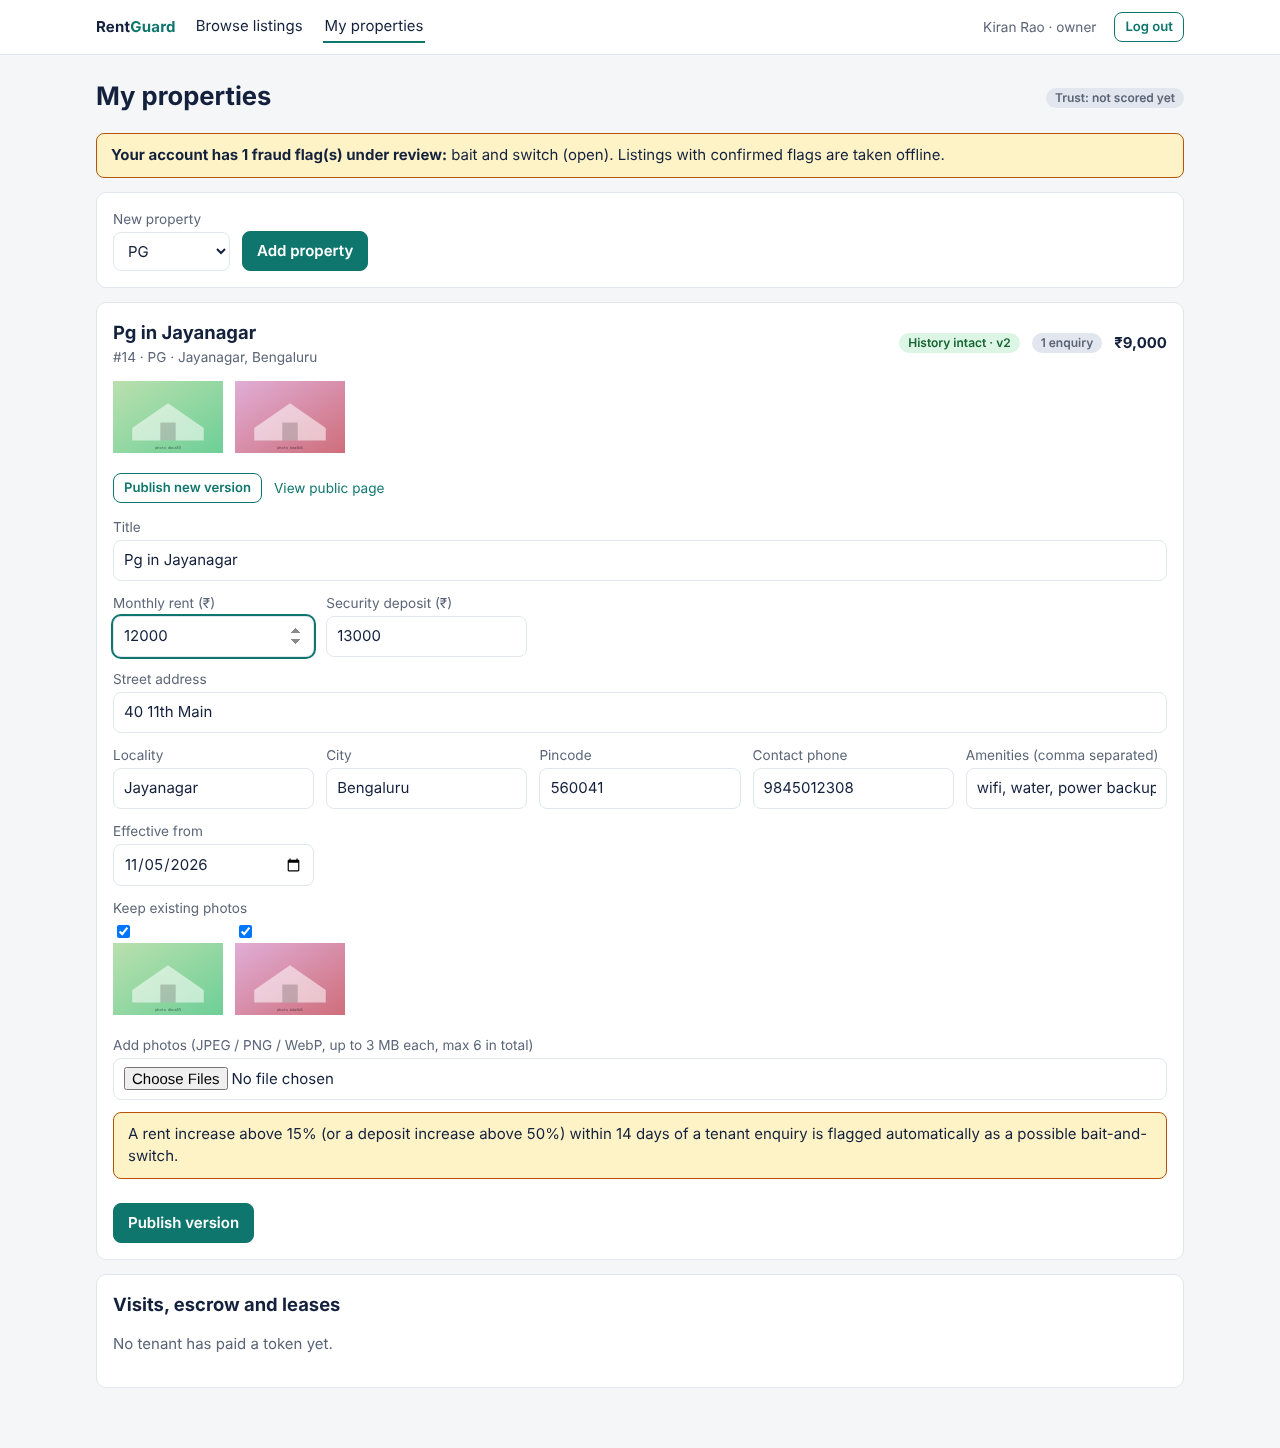 RentGuard Browse listings My properties Kiran Rao · owner Log out
My properties Trust: not scored yet
Your account has 1 fraud flag(s) under review: bait and switch (open). Listings with confirmed flags are taken offline.
New property
PG Add property
Pg in Jayanagar
#14 · PG · Jayanagar, Bengaluru
History intact · v2 1 enquiry ₹9,000
Publish new version View public page
Title
Pg in Jayanagar
Monthly rent (₹) Security deposit (₹)
12000 13000
Street address
40 11th Main
Locality City Pincode Contact phone Amenities (comma separated)
Jayanagar Bengaluru 560041 9845012308 wifi, water, power backup
Effective from
11/05/2026
Keep existing photos
Add photos (JPEG / PNG / WebP, up to 3 MB each, max 6 in total)
Choose Files No file chosen
A rent increase above 15% (or a deposit increase above 50%) within 14 days of a tenant enquiry is flagged automatically as a possible bait-and-
switch.
Publish version
Visits, escrow and leases
No tenant has paid a token yet.